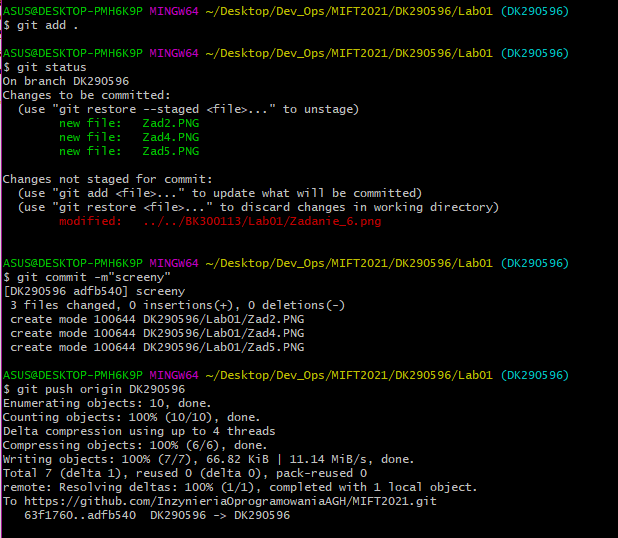 ASUS@DESKTOP-PMH6K9P MINGW64 ~/Desktop/Dev_Ops/MIFT2021/DK290596/Lab01 (DK290596)
$ git add .

ASUS@DESKTOP-PMH6K9P MINGW64 ~/Desktop/Dev_Ops/MIFT2021/DK290596/Lab01 (DK290596)
$ git status
On branch DK290596
Changes to be committed:
  (use "git restore --staged <file>..." to unstage)
        new file:   Zad2.PNG
        new file:   Zad4.PNG
        new file:   Zad5.PNG

Changes not staged for commit:
  (use "git add <file>..." to update what will be committed)
  (use "git restore <file>..." to discard changes in working directory)
        modified:   ../../BK300113/Lab01/Zadanie_6.png

ASUS@DESKTOP-PMH6K9P MINGW64 ~/Desktop/Dev_Ops/MIFT2021/DK290596/Lab01 (DK290596)
$ git commit -m"screeny"
[DK290596 adfb540] screeny
 3 files changed, 0 insertions(+), 0 deletions(-)
 create mode 100644 DK290596/Lab01/Zad2.PNG
 create mode 100644 DK290596/Lab01/Zad4.PNG
 create mode 100644 DK290596/Lab01/Zad5.PNG

ASUS@DESKTOP-PMH6K9P MINGW64 ~/Desktop/Dev_Ops/MIFT2021/DK290596/Lab01 (DK290596)
$ git push origin DK290596
Enumerating objects: 10, done.
Counting objects: 100% (10/10), done.
Delta compression using up to 4 threads
Compressing objects: 100% (6/6), done.
Writing objects: 100% (7/7), 66.82 KiB | 11.14 MiB/s, done.
Total 7 (delta 1), reused 0 (delta 0), pack-reused 0
remote: Resolving deltas: 100% (1/1), completed with 1 local object.
To https://github.com/InzynieriaOprogramowaniaAGH/MIFT2021.git
   63f1760..adfb540  DK290596 -> DK290596